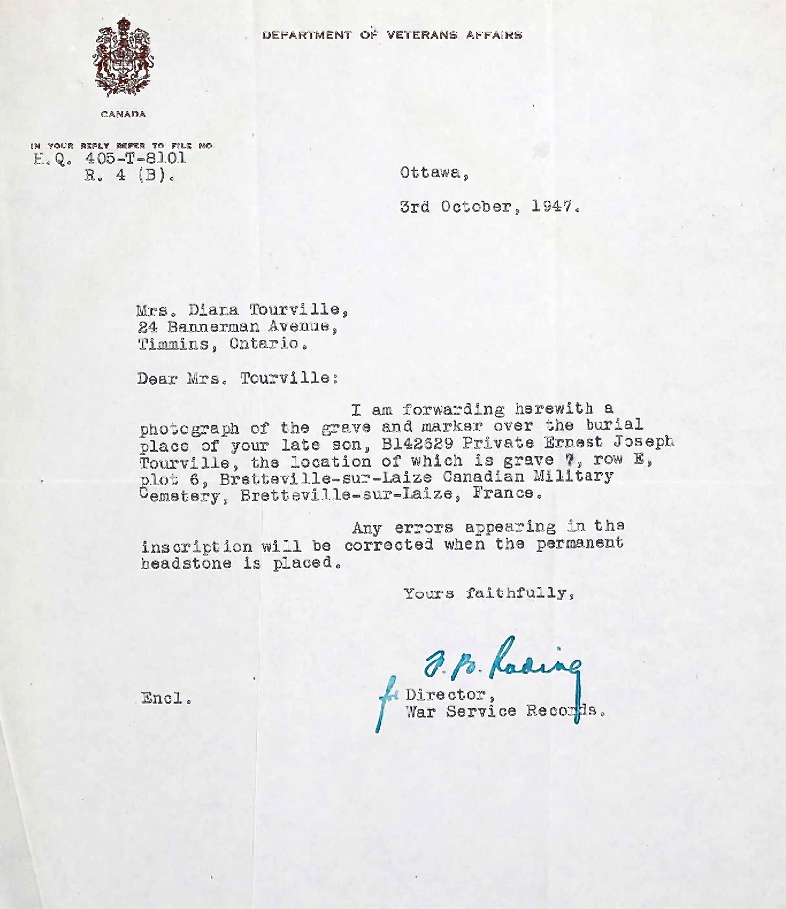 DEPARTMENT OF VETERANS AFFAIRS
CANADA
IN YOUR REPLY REFER TO FILE NO.
H.Q. 405-T-8101
R. 4 (B).
Ottawa,
3rd October, 1947.
Mrs. Diana Tourville,
24 Bannerman Avenue,
Timmins, Ontario.
Dear Mrs. Tourville:
I am forwarding herewith a
photograph of the grave and marker over the burial
place of your late son, B142629 Private Ernest Joseph
Tourville, the location of which is grave 7, row E,
plot 6, Bretteville-sur-Laize Canadian Military
Cemetery, Bretteville-sur-Laize, France.
Any errors appearing in the
inscription will be corrected when the permanent
headstone is placed.
Yours faithfully,
for Director,
War Service Records.
Encl.